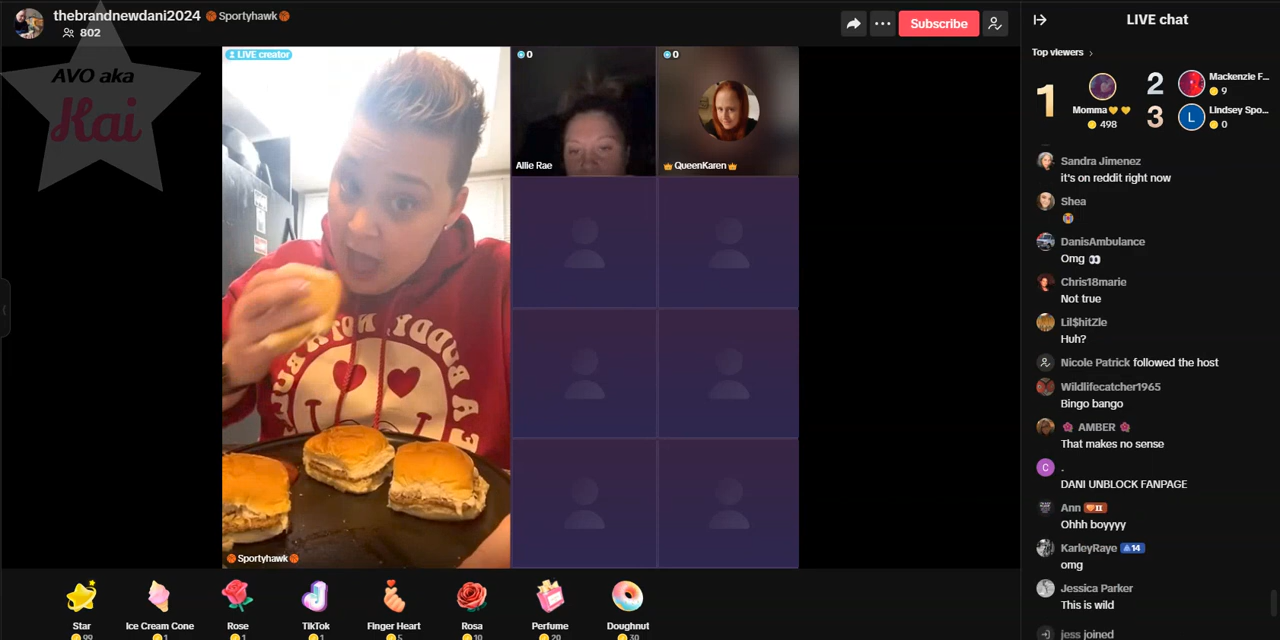 thebrandnewdani2024 🏀 Sportyhawk🏀
802
Subscribe
LIVE chat
AVO aka
Kai
LIVE creator
0
0
Allie Rae
👑 QueenKaren 👑
🏀 Sportyhawk 🏀
Top viewers
1
Momma💛 💛
498
2
Mackenzie F...
9
3
L
Lindsey Spo...
0
Sandra Jimenez
it's on reddit right now
Shea
😭
DanisAmbulance
Omg 👀
Chris18marie
Not true
Lil$hitZle
Huh?
Nicole Patrick followed the host
Wildlifecatcher1965
Bingo bango
🌺 AMBER 🌺
That makes no sense
C
.
DANI UNBLOCK FANPAGE
Ann II
Ohhh boyyyy
KarleyRaye 14
omg
Jessica Parker
This is wild
jess joined
Star
99
Ice Cream Cone
1
Rose
1
TikTok
1
Finger Heart
5
Rosa
10
Perfume
20
Doughnut
30